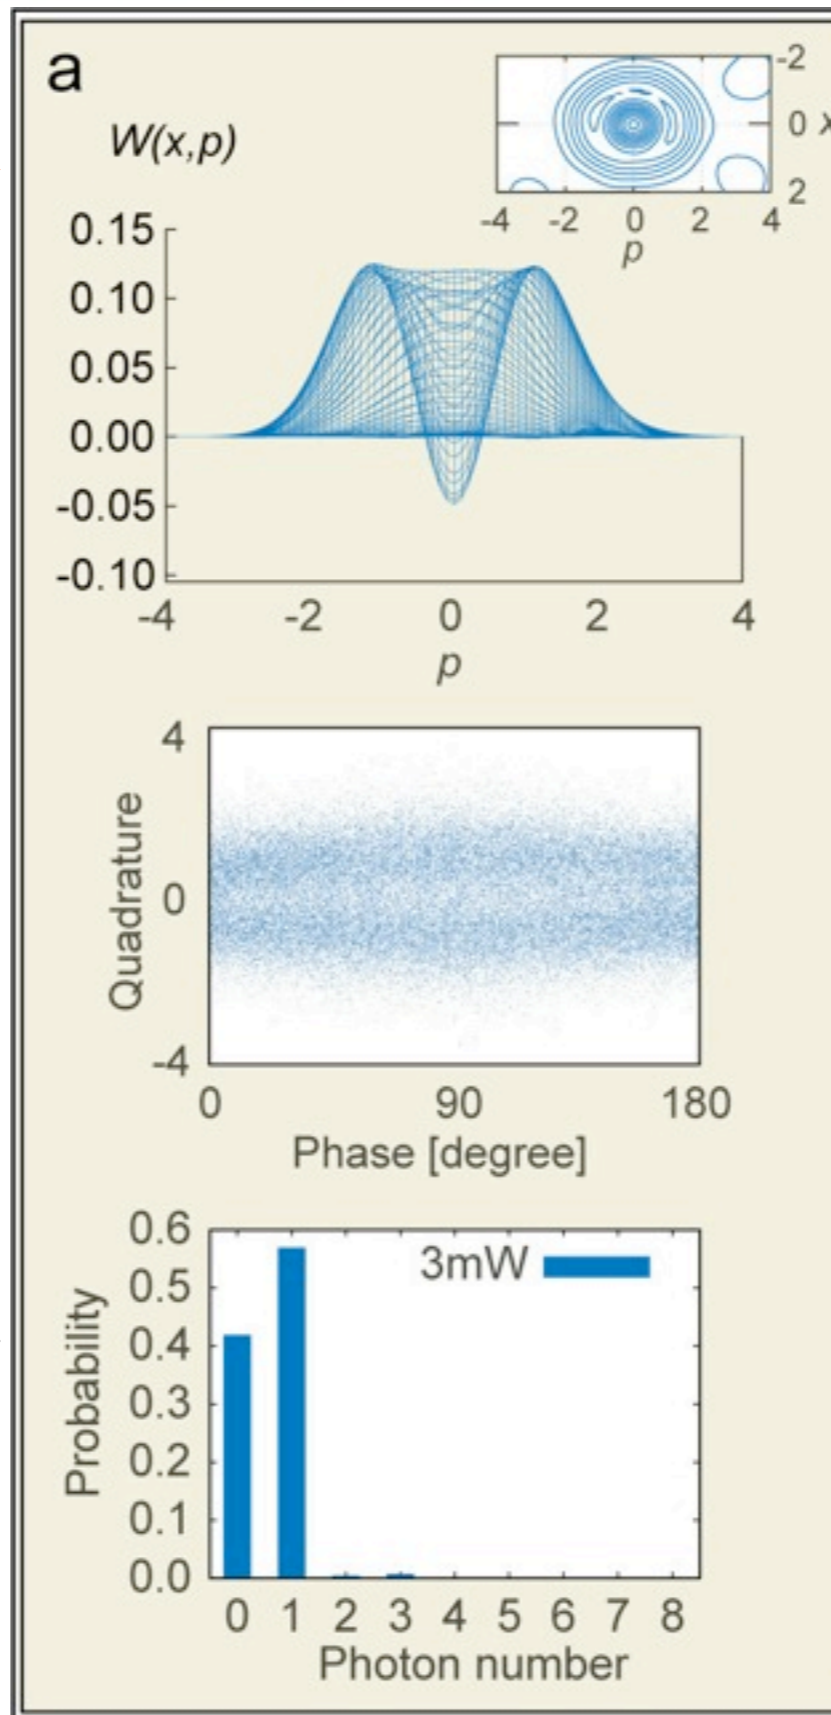 a
-2
0 x
2
-4 -2 0 2 4
p
W(x,p)
0.15
0.10
0.05
0.00
-0.05
-0.10
-4 -2 0 2 4
p
4
0
-4
Quadrature
0 90 180
Phase [degree]
0.6
0.5
0.4
0.3
0.2
0.1
0.0
Probability
3mW
0 1 2 3 4 5 6 7 8
Photon number